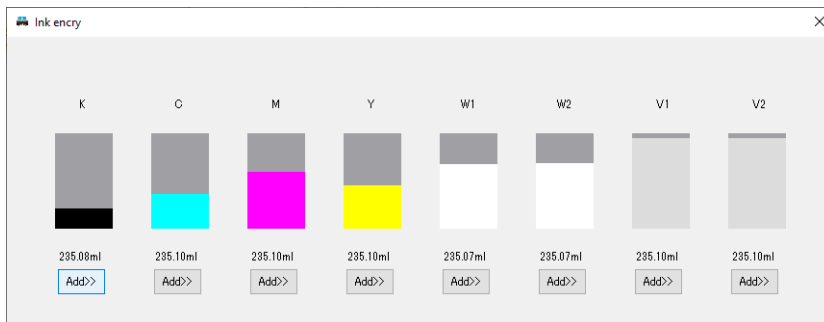 Ink encry
K C M Y W1 W2 V1 V2
235.08ml 235.10ml 235.10ml 235.10ml 235.07ml 235.07ml 235.10ml 235.10ml
Add>> Add>> Add>> Add>> Add>> Add>> Add>> Add>>